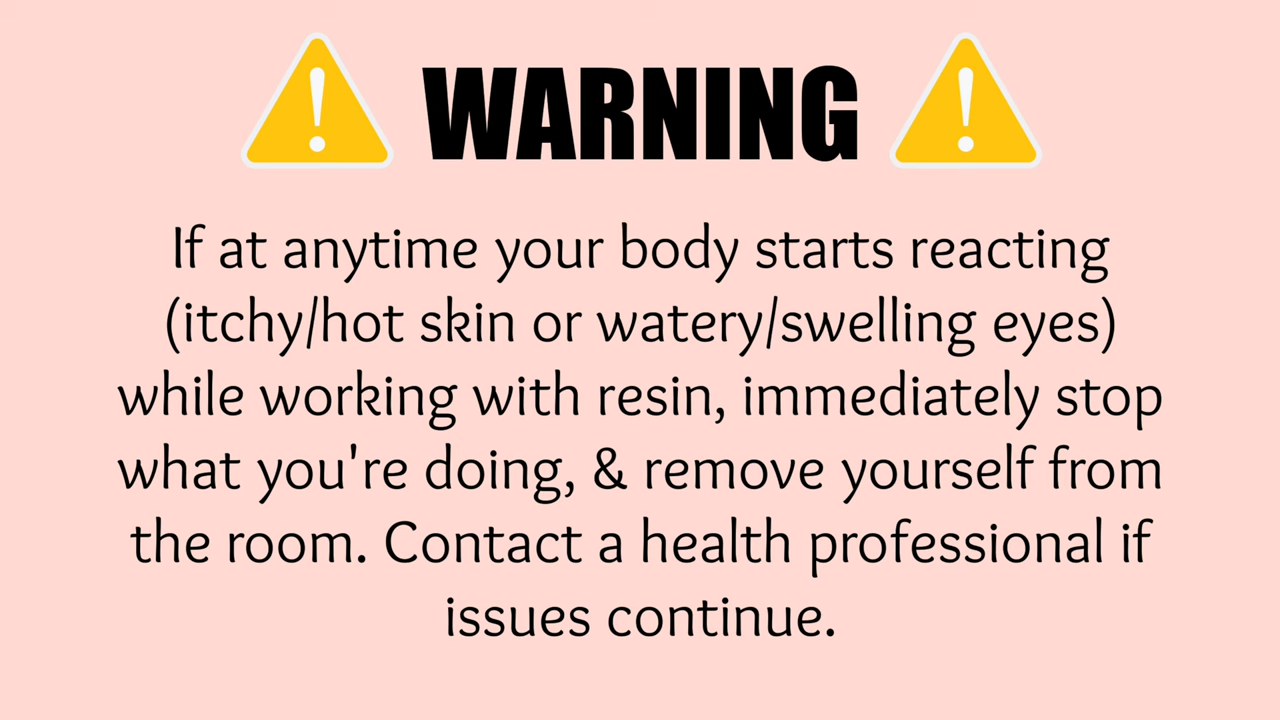 WARNING
If at anytime your body starts reacting
(itchy/hot skin or watery/swelling eyes)
while working with resin, immediately stop
what you're doing, & remove yourself from
the room. Contact a health professional if
issues continue.